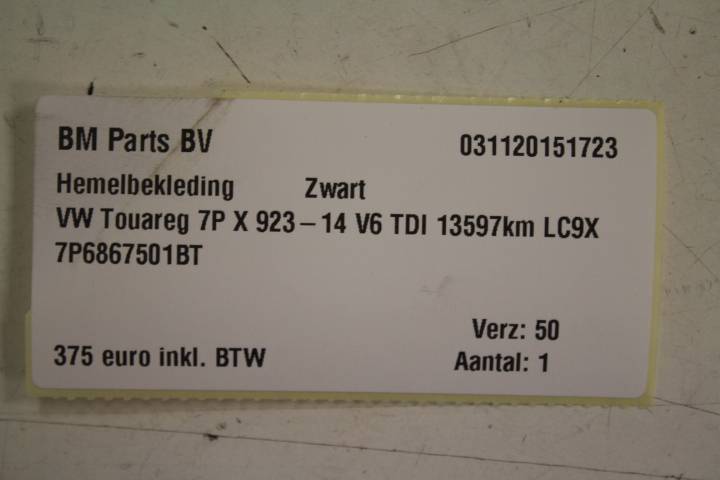 BM Parts BV 031120151723
Hemelbekleding Zwart
VW Touareg 7P X 923-14 V6 TDI 13597km LC9X
7P6867501BT
Verz: 50
375 euro inkl. BTW Aantal: 1